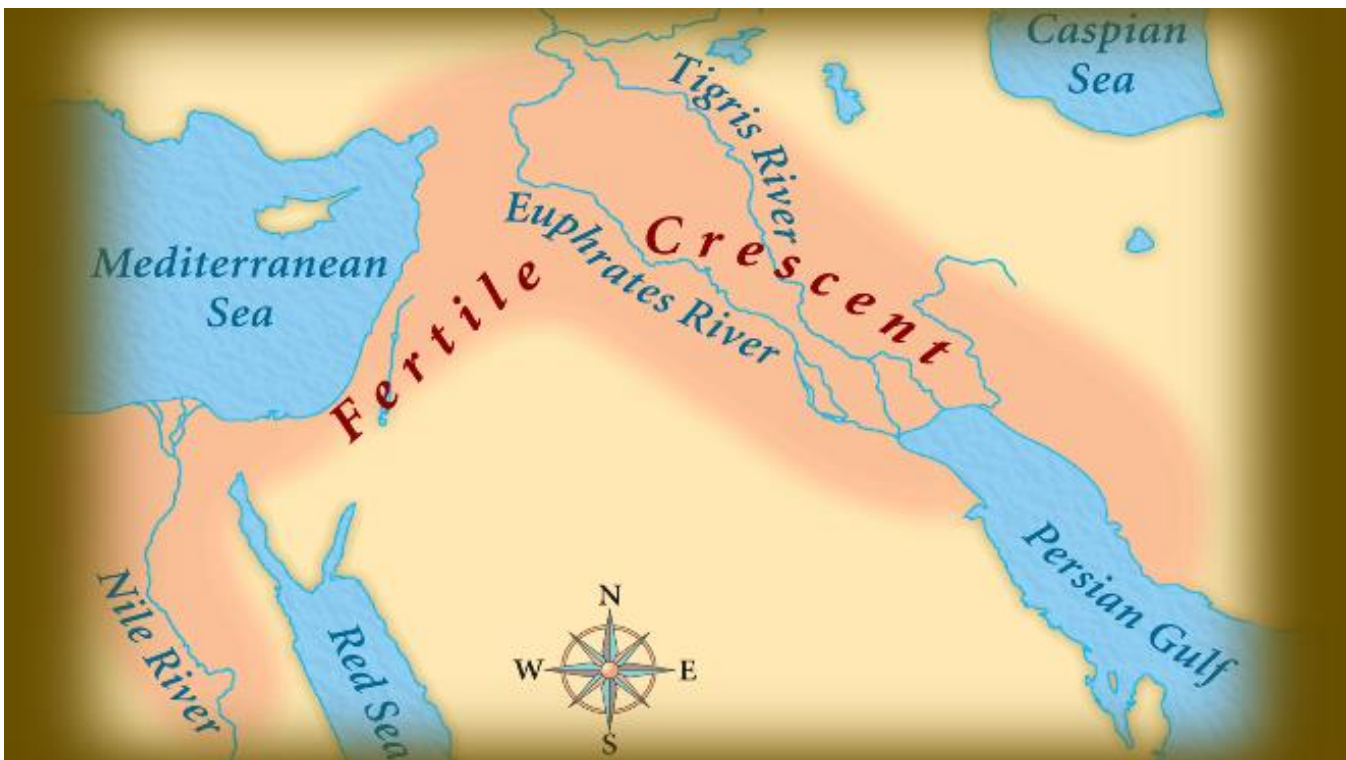 Caspian
Sea
Tigris River
Crescent
Euphrates River
Mediterranean
Sea
Fertile
Persian Gulf
Nile River
Red Sea
N
W
E
S